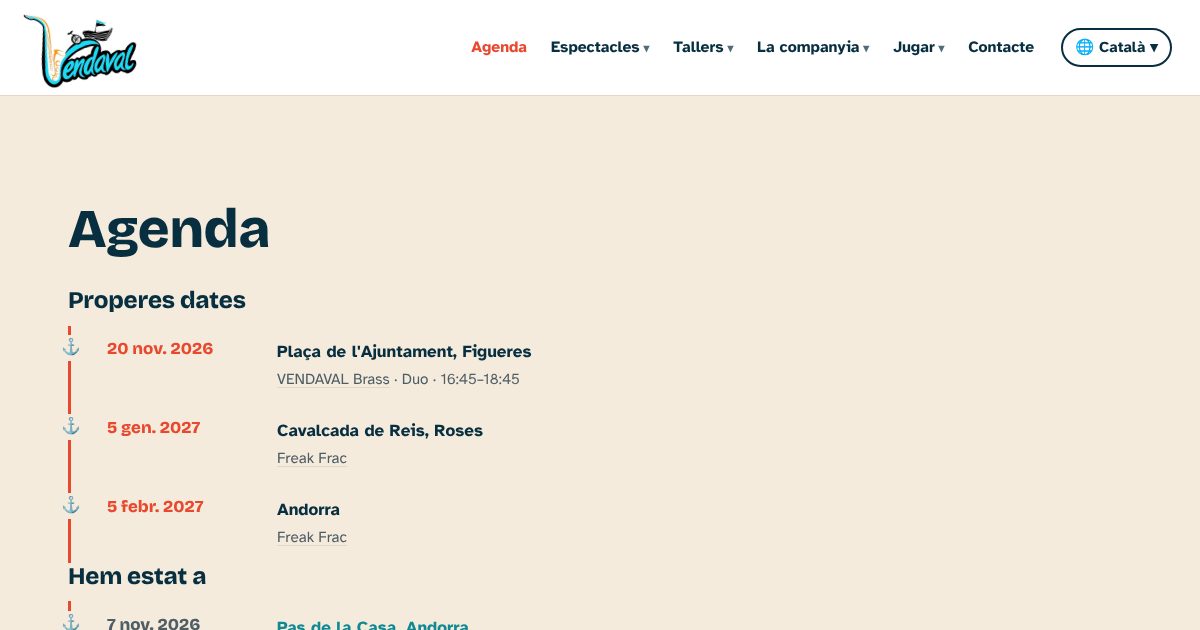 Vendaval
Agenda
Espectacles ▾
Tallers ▾
La companyia ▾
Jugar ▾
Contacte
🌐 Català ▾
Agenda
Properes dates
20 nov. 2026
Plaça de l'Ajuntament, Figueres
VENDAVAL Brass · Duo · 16:45–18:45
5 gen. 2027
Cavalcada de Reis, Roses
Freak Frac
5 febr. 2027
Andorra
Freak Frac
Hem estat a
7 nov. 2026
Pas de la Casa, Andorra